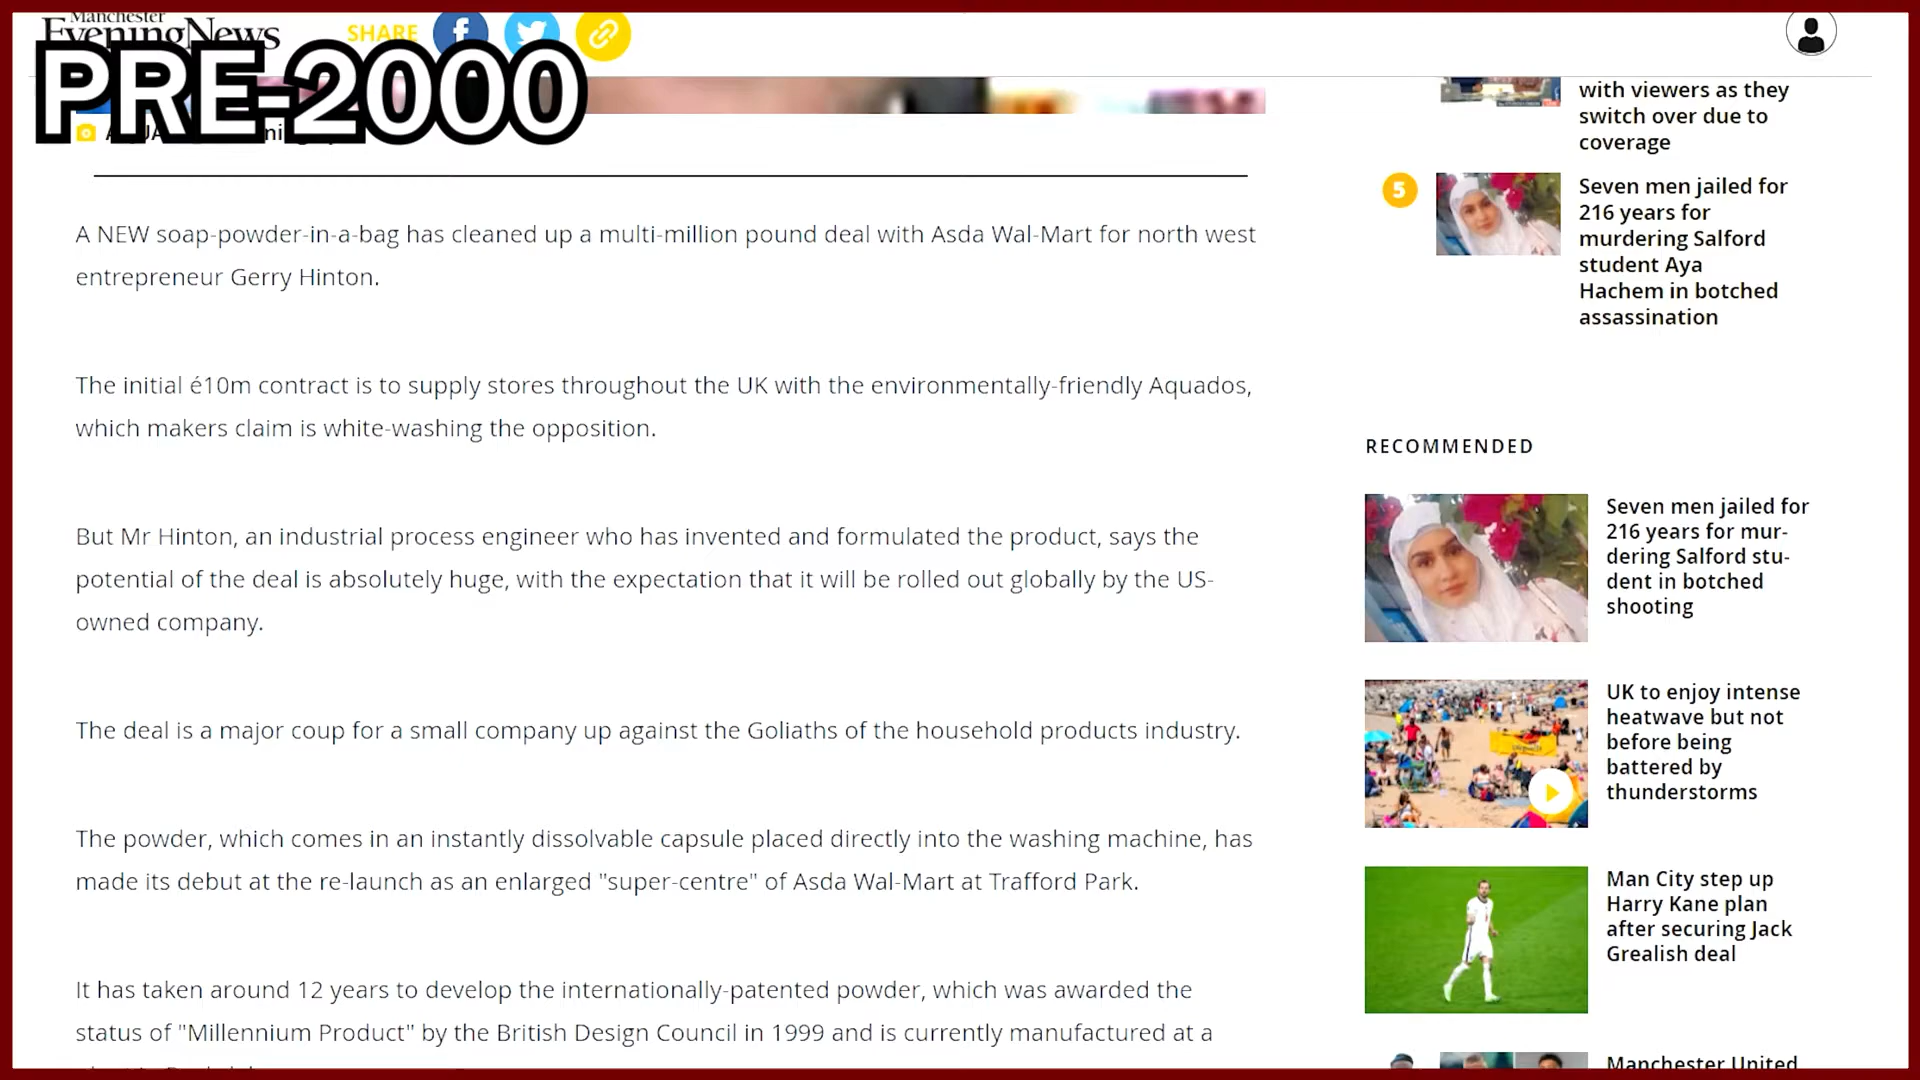 Manchester
Evening News
SHARE
PRE-2000
A NEW soap-powder-in-a-bag has cleaned up a multi-million pound deal with Asda Wal-Mart for north west
entrepreneur Gerry Hinton.
The initial é10m contract is to supply stores throughout the UK with the environmentally-friendly Aquados,
which makers claim is white-washing the opposition.
But Mr Hinton, an industrial process engineer who has invented and formulated the product, says the
potential of the deal is absolutely huge, with the expectation that it will be rolled out globally by the US-
owned company.
The deal is a major coup for a small company up against the Goliaths of the household products industry.
The powder, which comes in an instantly dissolvable capsule placed directly into the washing machine, has
made its debut at the re-launch as an enlarged "super-centre" of Asda Wal-Mart at Trafford Park.
It has taken around 12 years to develop the internationally-patented powder, which was awarded the
status of "Millennium Product" by the British Design Council in 1999 and is currently manufactured at a
with viewers as they
switch over due to
coverage
5
Seven men jailed for
216 years for
murdering Salford
student Aya
Hachem in botched
assassination
RECOMMENDED
Seven men jailed for
216 years for mur-
dering Salford stu-
dent in botched
shooting
UK to enjoy intense
heatwave but not
before being
battered by
thunderstorms
Man City step up
Harry Kane plan
after securing Jack
Grealish deal
Manchester United